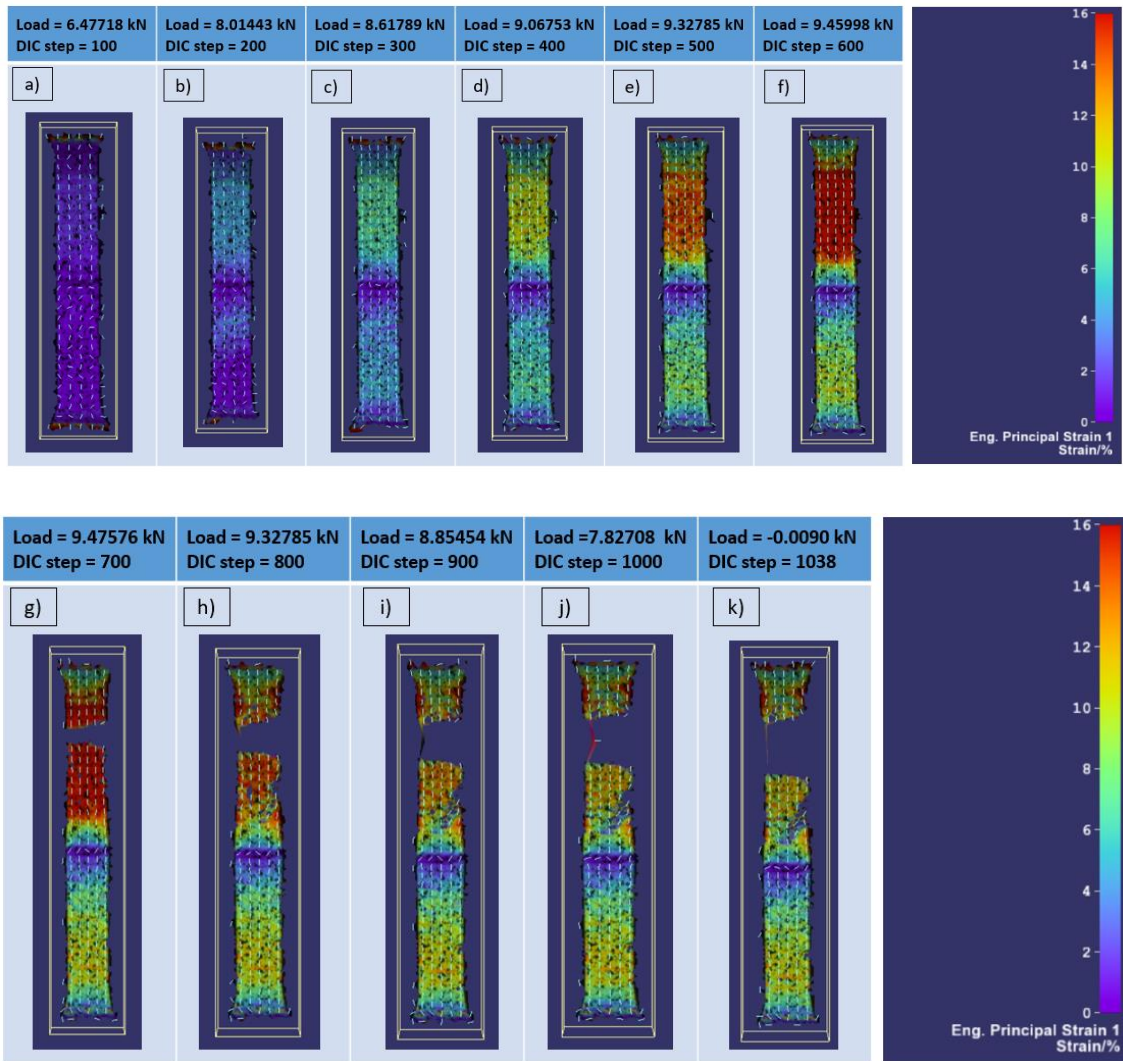 Load = 6.47718 kN
DIC step = 100
Load = 8.01443 kN
DIC step = 200
Load = 8.61789 kN
DIC step = 300
Load = 9.06753 kN
DIC step = 400
Load = 9.32785 kN
DIC step = 500
Load = 9.45998 kN
DIC step = 600
a)
b)
c)
d)
e)
f)
16
14
12
10
8
6
4
2
0
Eng. Principal Strain 1
Strain/%
Load = 9.47576 kN
DIC step = 700
Load = 9.32785 kN
DIC step = 800
Load = 8.85454 kN
DIC step = 900
Load =7.82708 kN
DIC step = 1000
Load = -0.0090 kN
DIC step = 1038
g)
h)
i)
j)
k)
16
14
12
10
8
6
4
2
0
Eng. Principal Strain 1
Strain/%